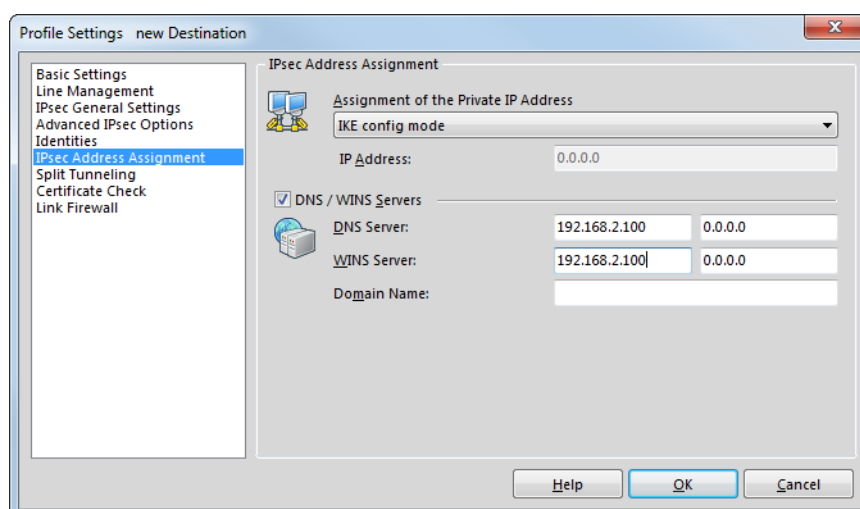 Profile Settings new Destination
Basic Settings
Line Management
IPsec General Settings
Advanced IPsec Options
Identities
IPsec Address Assignment
Split Tunneling
Certificate Check
Link Firewall
IPsec Address Assignment
Assignment of the Private IP Address
IKE config mode
IP Address: 0.0.0.0
DNS / WINS Servers
DNS Server: 192.168.2.100 0.0.0.0
WINS Server: 192.168.2.100 0.0.0.0
Domain Name:
Help OK Cancel